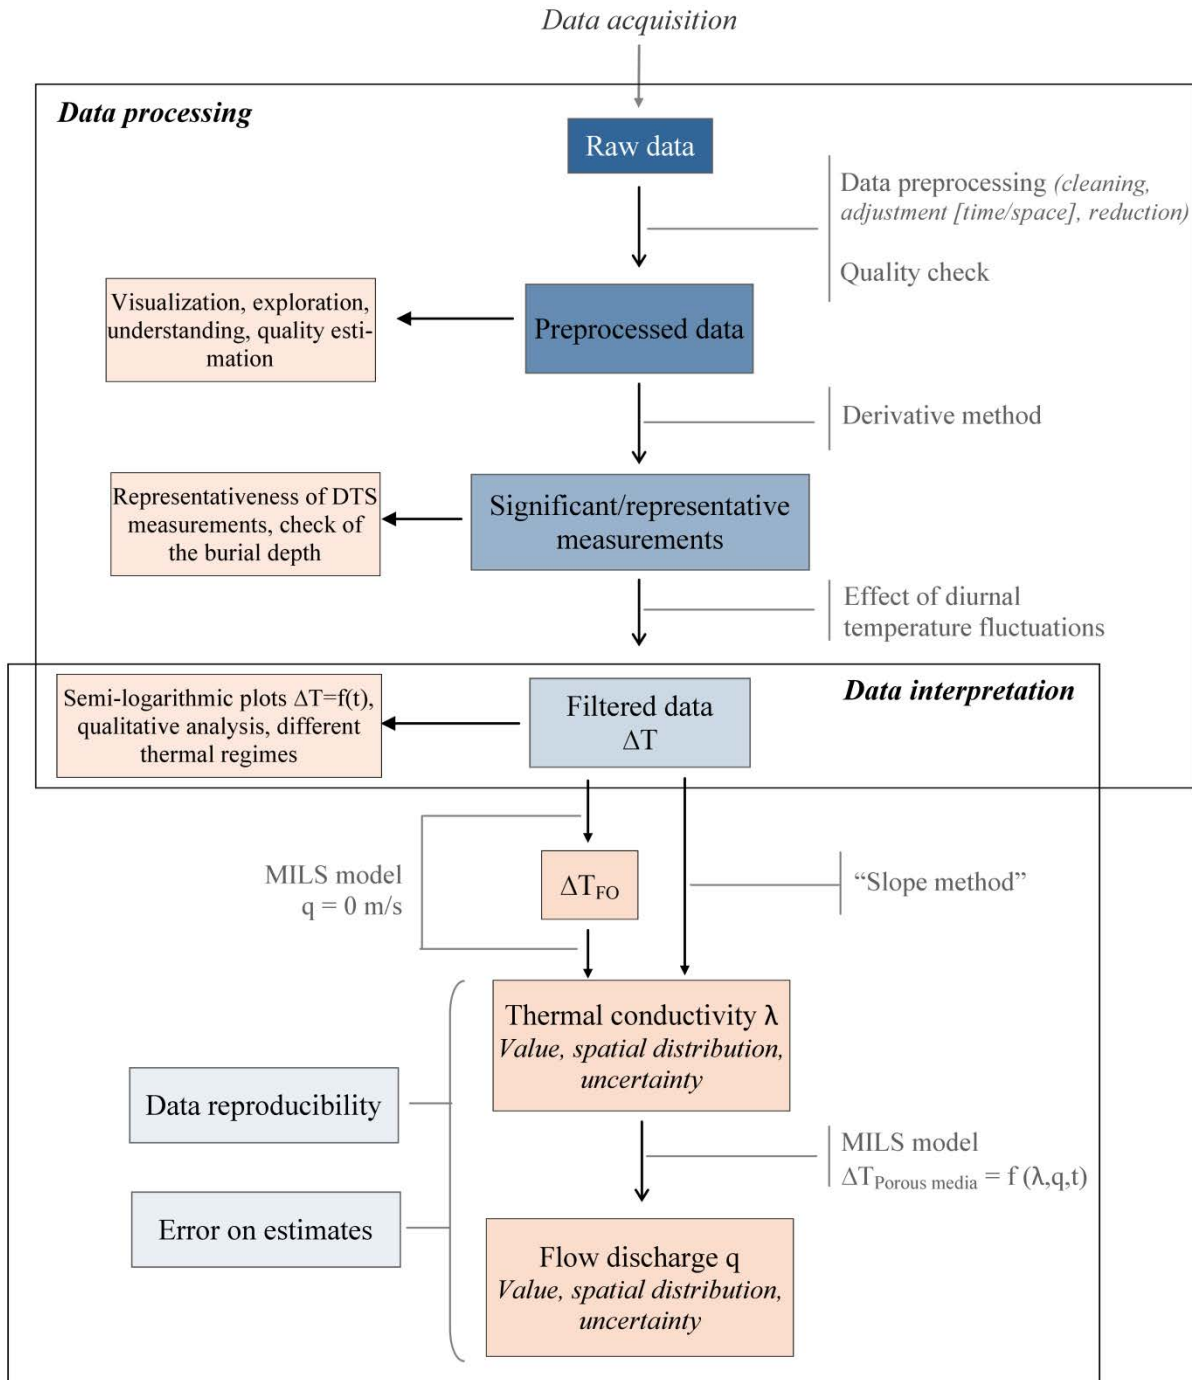 Data acquisition
Data processing
Raw data
Data preprocessing (cleaning,
adjustment [time/space], reduction)
Quality check
Visualization, exploration,
understanding, quality esti-
mation
Preprocessed data
Derivative method
Representativeness of DTS
measurements, check of
the burial depth
Significant/representative
measurements
Effect of diurnal
temperature fluctuations
Data interpretation
Semi-logarithmic plots ΔT=f(t),
qualitative analysis, different
thermal regimes
Filtered data
ΔT
MILS model
q = 0 m/s
ΔT_FO
“Slope method”
Thermal conductivity λ
Value, spatial distribution,
uncertainty
Data reproducibility
MILS model
ΔT_Porous media = f (λ,q,t)
Error on estimates
Flow discharge q
Value, spatial distribution,
uncertainty